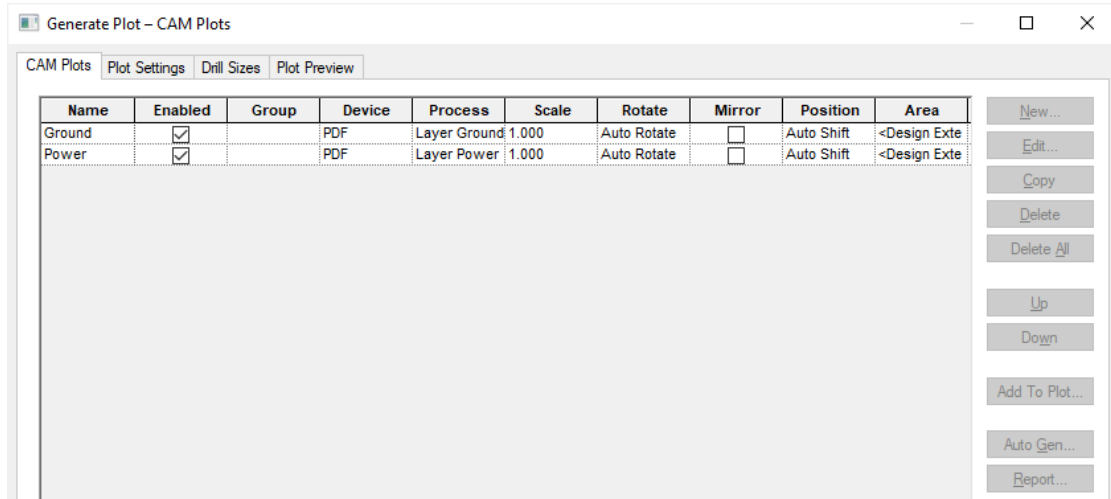 Generate Plot – CAM Plots
CAM Plots Plot Settings Drill Sizes Plot Preview
Name Enabled Group Device Process Scale Rotate Mirror Position Area
Ground PDF Layer Ground 1.000 Auto Rotate Auto Shift <Design Exte
Power PDF Layer Power 1.000 Auto Rotate Auto Shift <Design Exte
New...
Edit...
Copy
Delete
Delete All
Up
Down
Add To Plot...
Auto Gen...
Report...